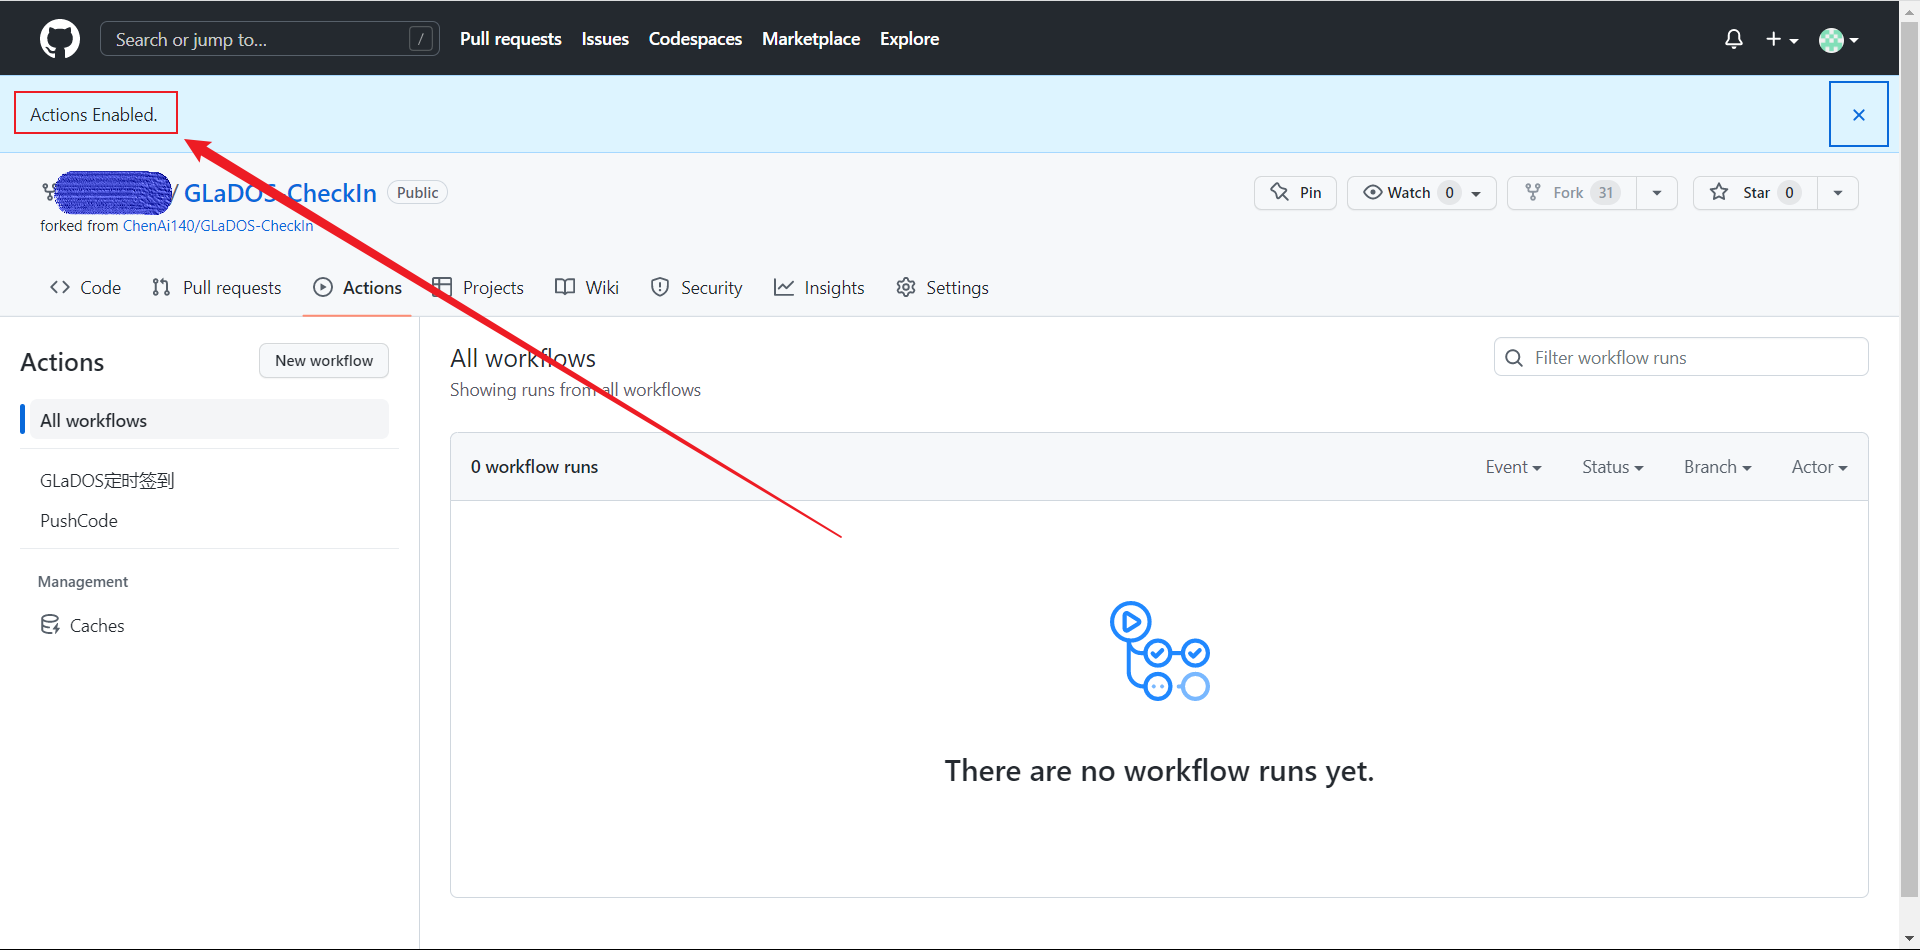 Search or jump to... / Pull requests Issues Codespaces Marketplace Explore
Actions Enabled.
/ GLaDOS-CheckIn Public
Pin Watch 0 Fork 31 Star 0
forked from ChenAi140/GLaDOS-CheckIn
Code Pull requests Actions Projects Wiki Security Insights Settings
Actions New workflow
All workflows
GLaDOS定时签到
PushCode
Management
Caches
All workflows
Showing runs from all workflows
Filter workflow runs
0 workflow runs Event Status Branch Actor
There are no workflow runs yet.